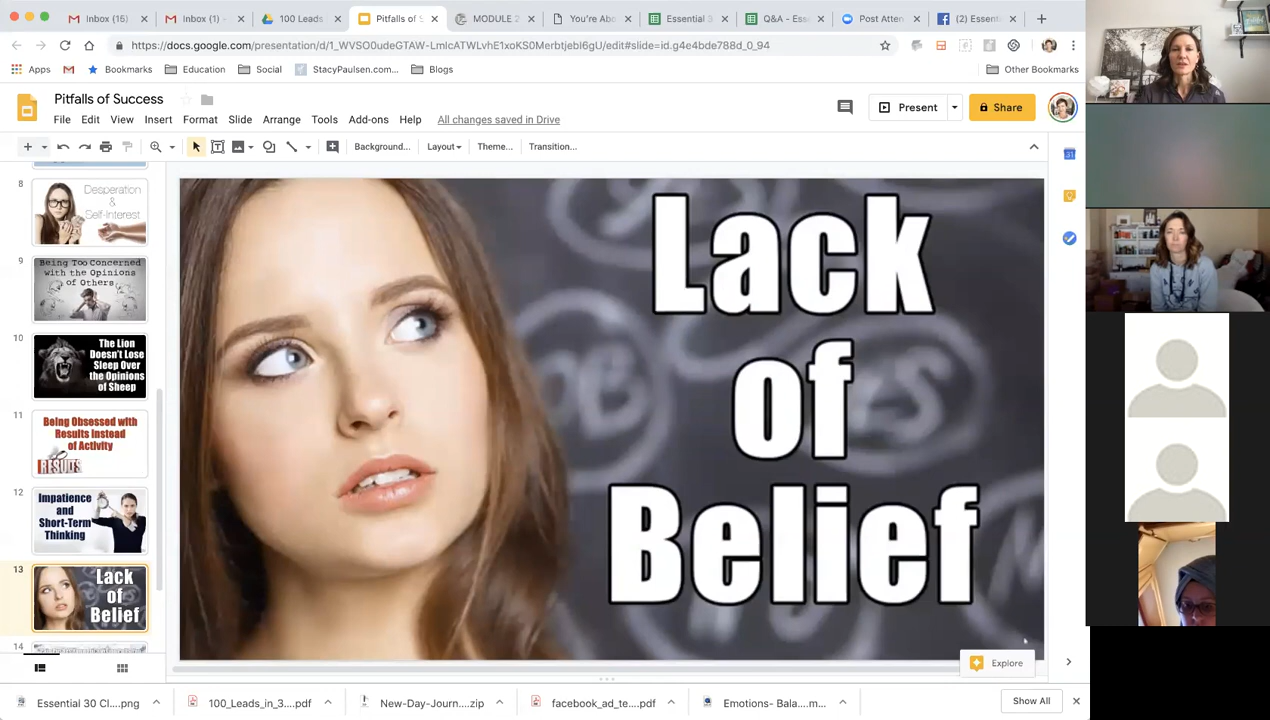 Inbox (16)
Inbox (1) -
100 Leads
Pitfalls of S
MODULE 2
You're Abo
Essential 3
Q&A - Ess
Post Atten
(2) Essent
https://docs.google.com/presentation/d/1_WVSO0udeGTAW-LmlcATWLvhE1xoKS0Merbtjebl6gU/edit#slide=id.g4e4bde788d_0_94
Apps
Bookmarks
Education
Social
StacyPaulsen.com...
Blogs
Other Bookmarks
Pitfalls of Success
File Edit View Insert Format Slide Arrange Tools Add-ons Help All changes saved in Drive
Present
Share
Background...
Layout
Theme...
Transition...
8
Desperation
&
Self-Interest
9
Being Too Concerned
with the Opinions
of Others
10
The Lion
Doesn't Lose
Sleep Over
the Opinions
of Sheep
11
Being Obsessed with
Results Instead
of Activity
RESULTS
12
Impatience
and
Short-Term
Thinking
13
Lack
of
Belief
14
Lack
of
Belief
Explore
Essential 30 Cl....png
100_Leads_in_3....pdf
New-Day-Journ....zip
facebook_ad_te....pdf
Emotions- Bala....m...
Show All